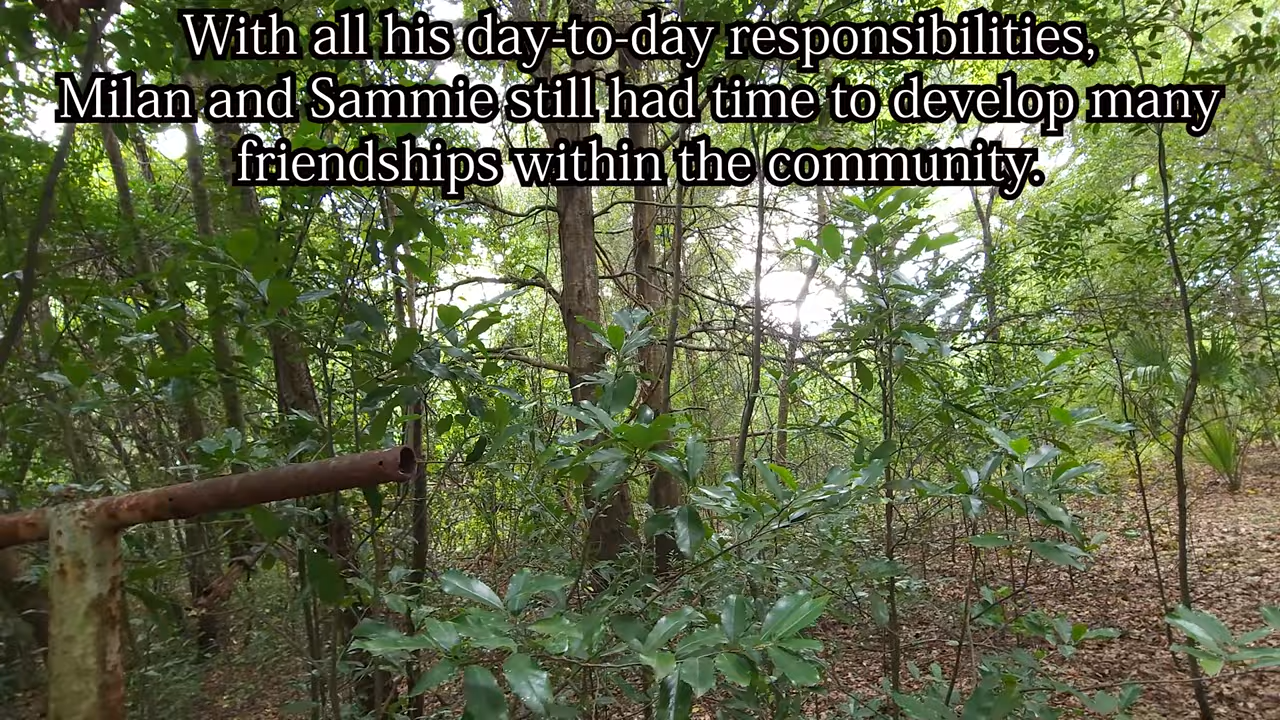 With all his day-to-day responsibilities,
Milan and Sammie still had time to develop many
friendships within the community.